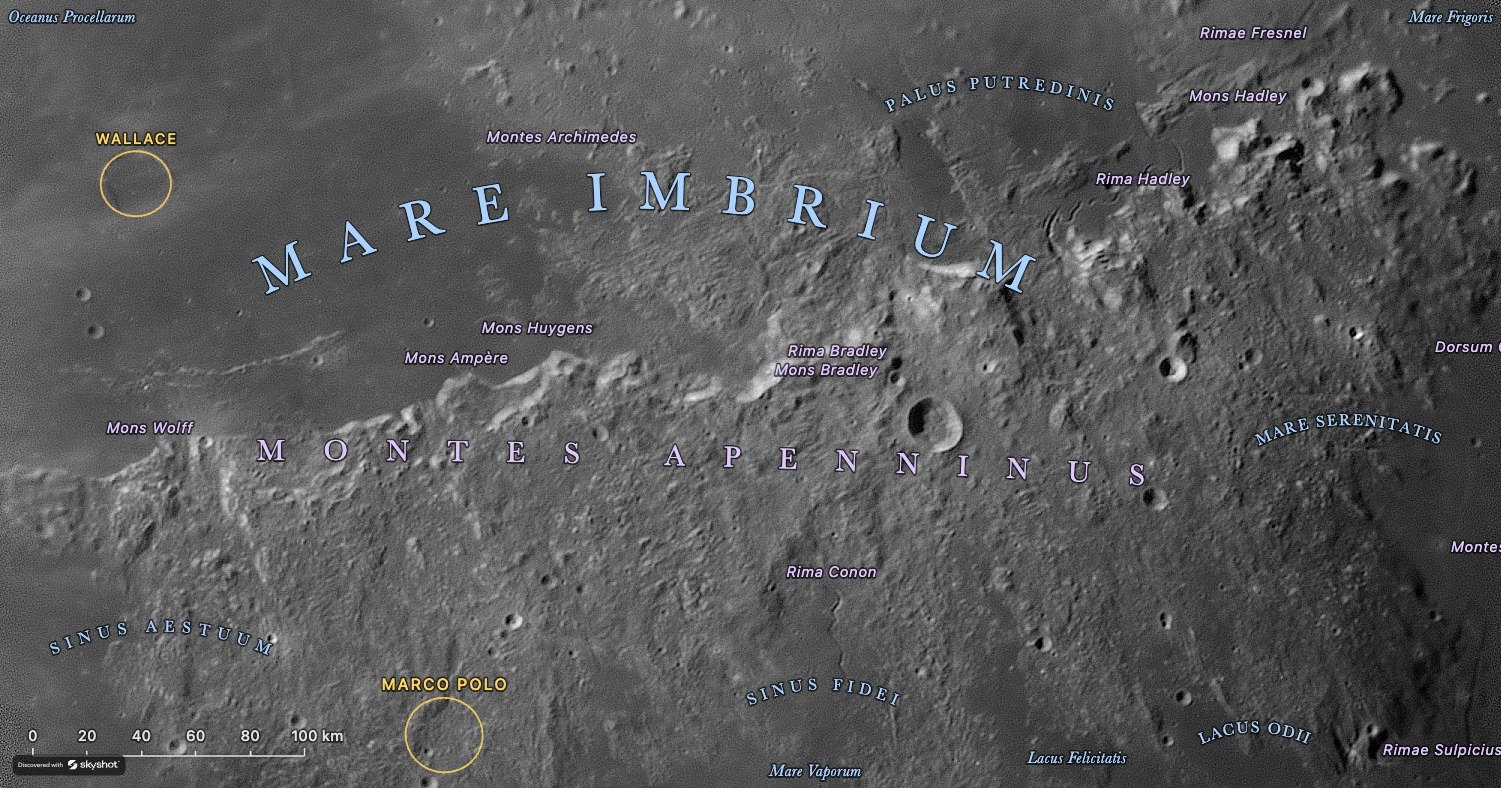 Oceanus Procellarum
Mare Frigoris
Rimae Fresnel
PALUS PUTREDINIS
Mons Hadley
WALLACE
Montes Archimedes
Rima Hadley
MARE IMBRIUM
Mons Huygens
Mons Ampère
Rima Bradley
Mons Bradley
Dorsum
Mons Wolff
MARE SERENITATIS
MONTES APENNINUS
Montes
Rima Conon
SINUS AESTUUM
MARCO POLO
SINUS FIDEI
LACUS ODII
0 20 40 60 80 100 km
Rimae Sulpicius
Discovered with skyshot
Lacus Felicitatis
Mare Vaporum